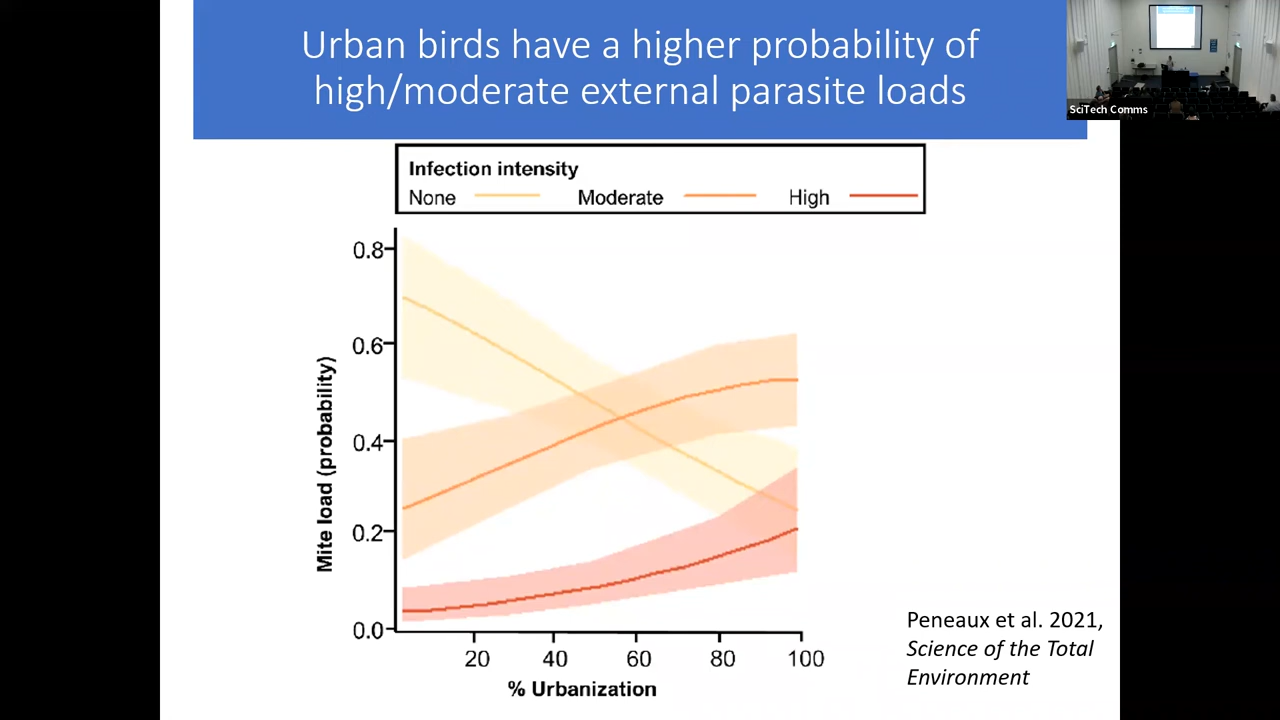 Urban birds have a higher probability of
high/moderate external parasite loads
SciTech Comms
Infection intensity
None Moderate High
0.8
0.6
0.4
0.2
0.0
Mite load (probability)
20 40 60 80 100
% Urbanization
Peneaux et al. 2021,
Science of the Total
Environment